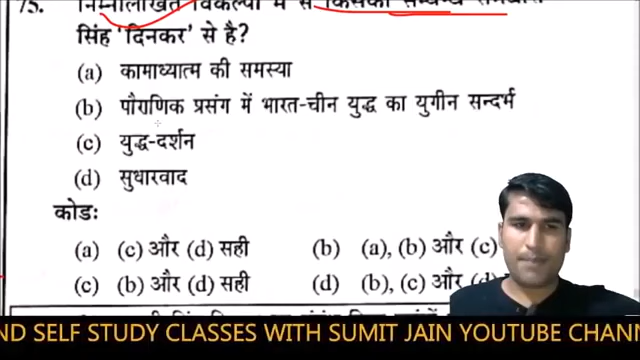 75. निम्नलिखित विकल्पों में से किसका सम्बन्ध रामधारी
सिंह 'दिनकर' से है?
(a) कामाध्यात्म की समस्या
(b) पौराणिक प्रसंग में भारत-चीन युद्ध का युगीन सन्दर्भ
(c) युद्ध-दर्शन
(d) सुधारवाद
कोडः
(a) (c) और (d) सही (b) (a), (b) और (c)
(c) (b) और (d) सही (d) (b), (c) और (d)
ND SELF STUDY CLASSES WITH SUMIT JAIN YOUTUBE CHANN